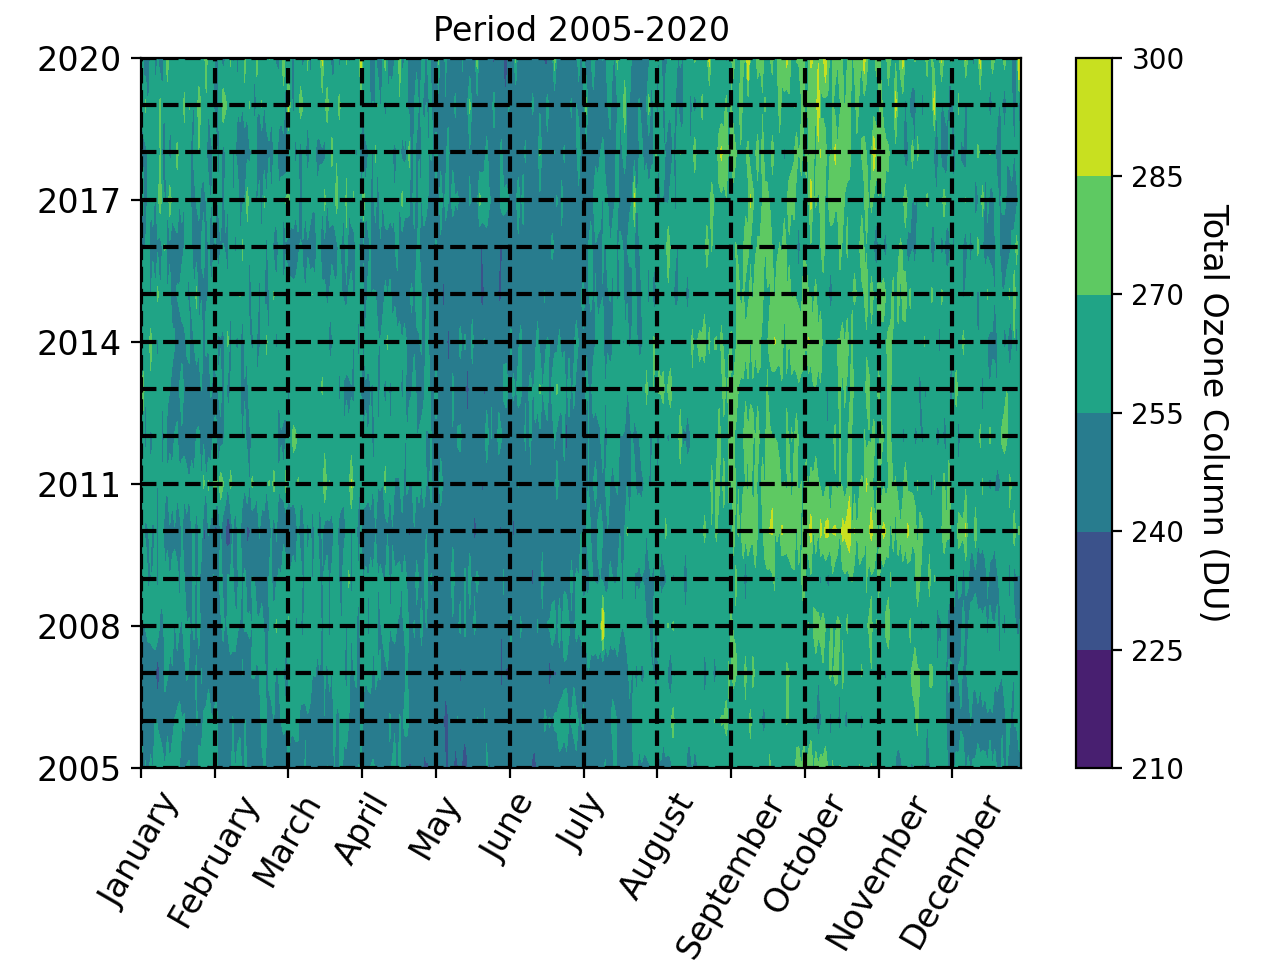 Period 2005-2020
2020
2017
2014
2011
2008
2005
January
February
March
April
May
June
July
August
September
October
November
December
300
285
270
255
240
225
210
Total Ozone Column (DU)